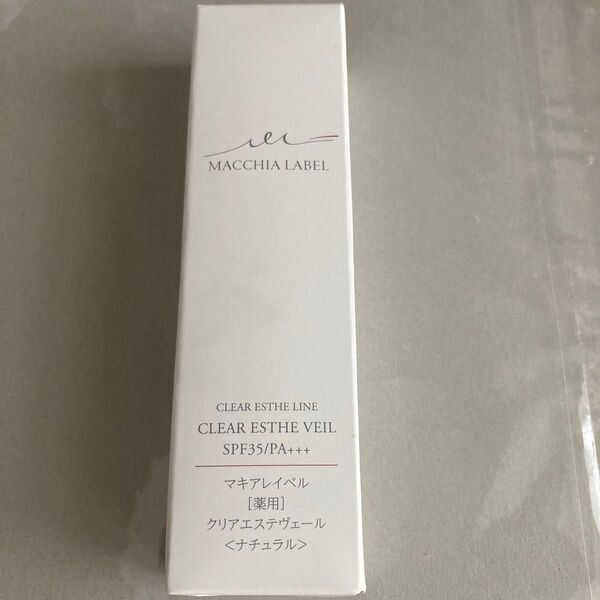 MACCHIA LABEL
CLEAR ESTHE LINE
CLEAR ESTHE VEIL
SPF35/PA+++
マキアレイベル
[薬用]
クリアエステヴェール
<ナチュラル>